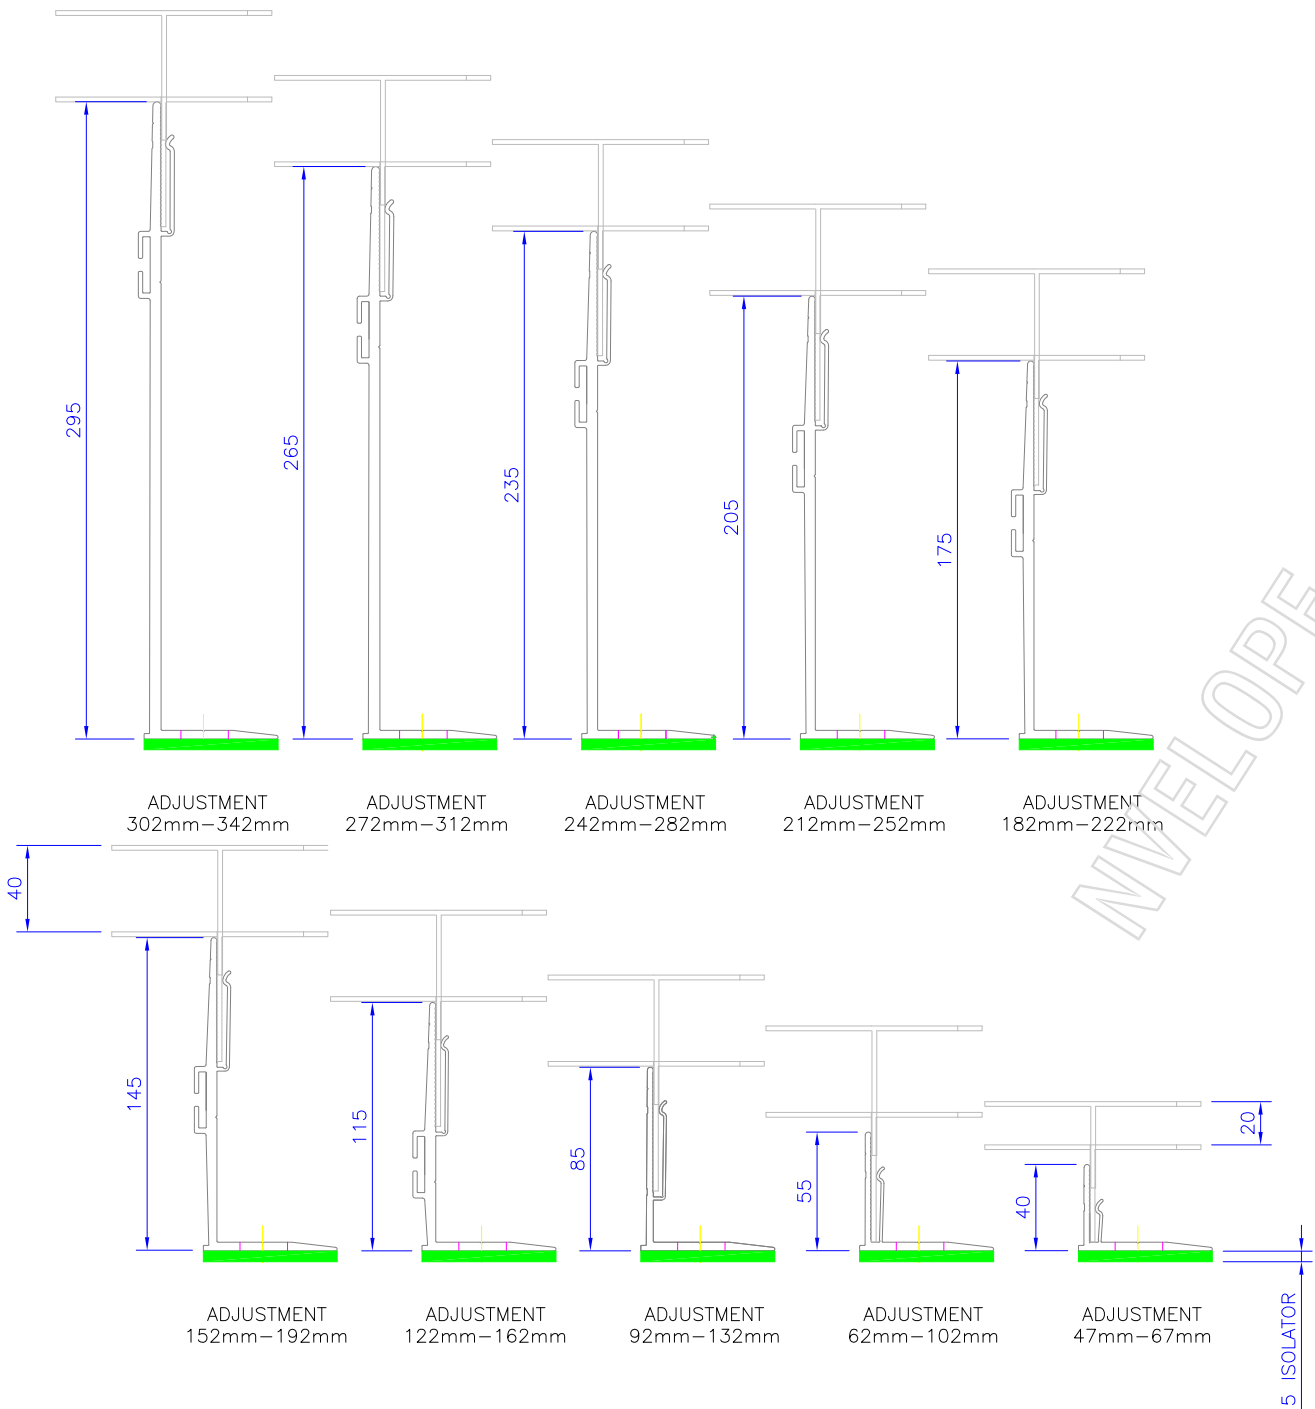 295
265
235
205
175
ADJUSTMENT
302mm-342mm
ADJUSTMENT
272mm-312mm
ADJUSTMENT
242mm-282mm
ADJUSTMENT
212mm-252mm
ADJUSTMENT
182mm-222mm
NVELOPE
40
145
115
85
55
40
20
ADJUSTMENT
152mm-192mm
ADJUSTMENT
122mm-162mm
ADJUSTMENT
92mm-132mm
ADJUSTMENT
62mm-102mm
ADJUSTMENT
47mm-67mm
5 ISOLATOR